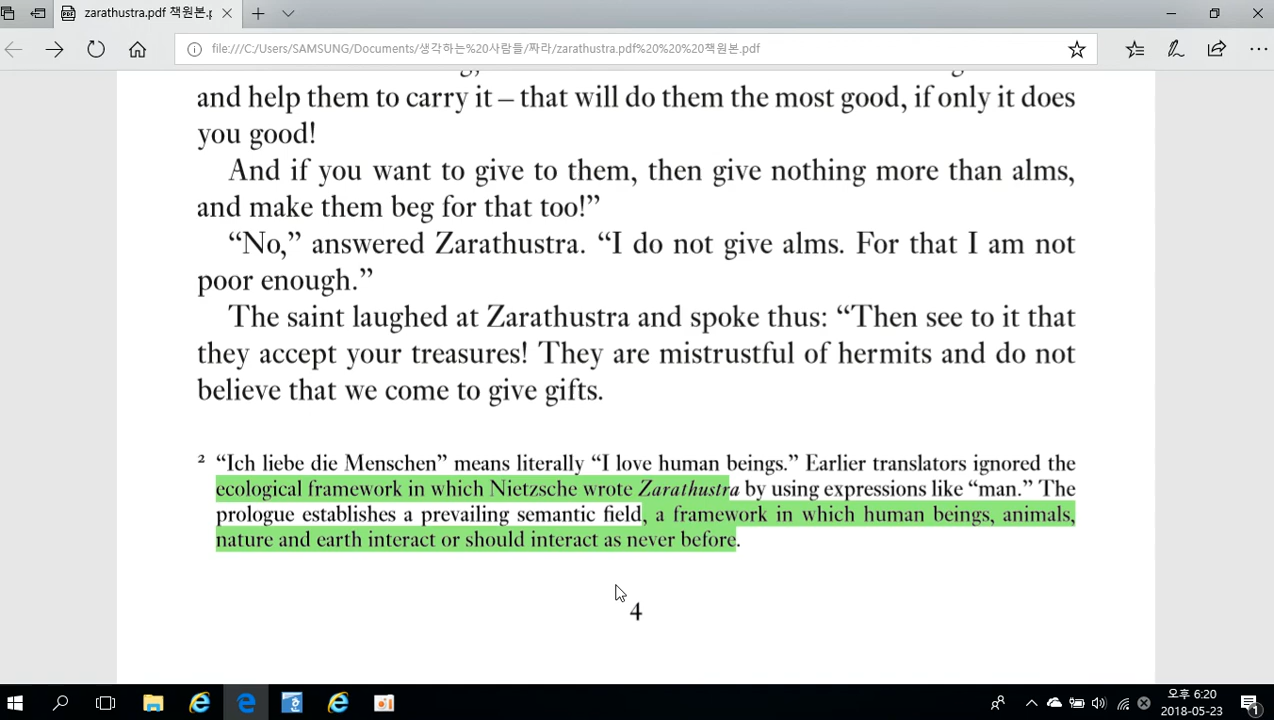 zarathustra.pdf 책원본.p
file:///C:/Users/SAMSUNG/Documents/생각하는%20사람들/짜라/zarathustra.pdf%20%20%20책원본.pdf
and help them to carry it – that will do them the most good, if only it does
you good!
And if you want to give to them, then give nothing more than alms,
and make them beg for that too!”
“No,” answered Zarathustra. “I do not give alms. For that I am not
poor enough.”
The saint laughed at Zarathustra and spoke thus: “Then see to it that
they accept your treasures! They are mistrustful of hermits and do not
believe that we come to give gifts.
2 “Ich liebe die Menschen” means literally “I love human beings.” Earlier translators ignored the
ecological framework in which Nietzsche wrote Zarathustra by using expressions like “man.” The
prologue establishes a prevailing semantic field, a framework in which human beings, animals,
nature and earth interact or should interact as never before.
4
오후 6:20
2018-05-23
1